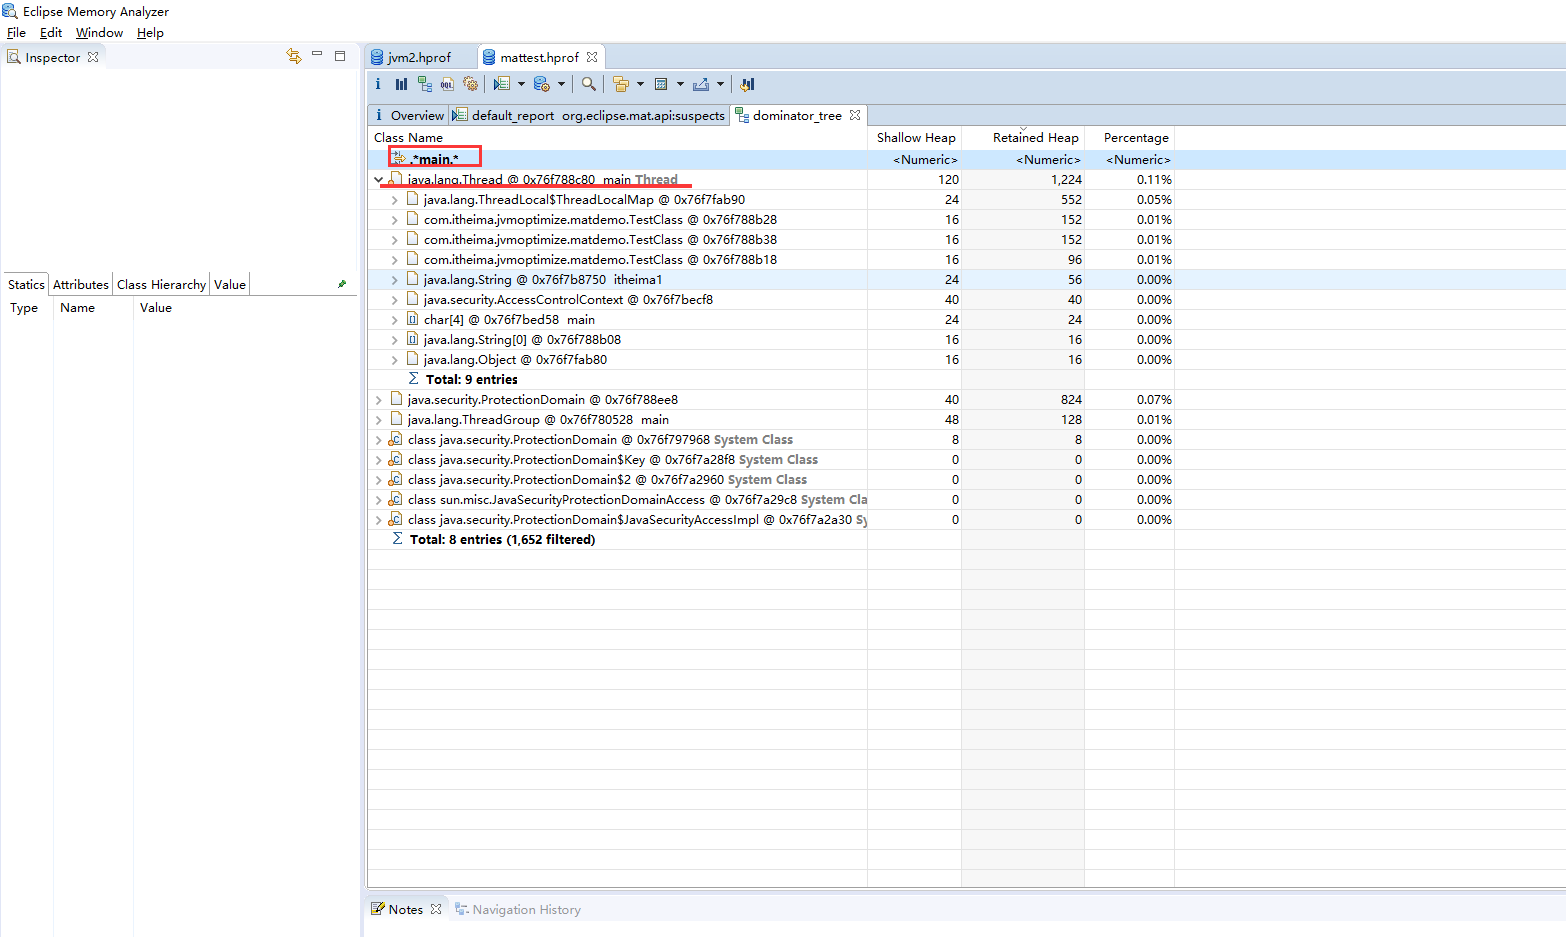 Eclipse Memory Analyzer
File Edit Window Help
Inspector
jvm2.hprof mattest.hprof
Overview default_report org.eclipse.mat.api:suspects dominator_tree
Class Name Shallow Heap Retained Heap Percentage
.*main.* <Numeric> <Numeric> <Numeric>
java.lang.Thread @ 0x76f788c80 main Thread 120 1,224 0.11%
java.lang.ThreadLocal$ThreadLocalMap @ 0x76f7fab90 24 552 0.05%
com.itheima.jvmoptimize.matdemo.TestClass @ 0x76f788b28 16 152 0.01%
com.itheima.jvmoptimize.matdemo.TestClass @ 0x76f788b38 16 152 0.01%
com.itheima.jvmoptimize.matdemo.TestClass @ 0x76f788b18 16 96 0.01%
java.lang.String @ 0x76f7b8750 itheima1 24 56 0.00%
java.security.AccessControlContext @ 0x76f7becf8 40 40 0.00%
char[4] @ 0x76f7bed58 main 24 24 0.00%
java.lang.String[0] @ 0x76f788b08 16 16 0.00%
java.lang.Object @ 0x76f7fab80 16 16 0.00%
Total: 9 entries
java.security.ProtectionDomain @ 0x76f788ee8 40 824 0.07%
java.lang.ThreadGroup @ 0x76f780528 main 48 128 0.01%
class java.security.ProtectionDomain @ 0x76f797968 System Class 8 8 0.00%
class java.security.ProtectionDomain$Key @ 0x76f7a28f8 System Class 0 0 0.00%
class java.security.ProtectionDomain$2 @ 0x76f7a2960 System Class 0 0 0.00%
class sun.misc.JavaSecurityProtectionDomainAccess @ 0x76f7a29c8 System Cla 0 0 0.00%
class java.security.ProtectionDomain$JavaSecurityAccessImpl @ 0x76f7a2a30 Sy 0 0 0.00%
Total: 8 entries (1,652 filtered)
Statics Attributes Class Hierarchy Value
Type Name Value
Notes Navigation History